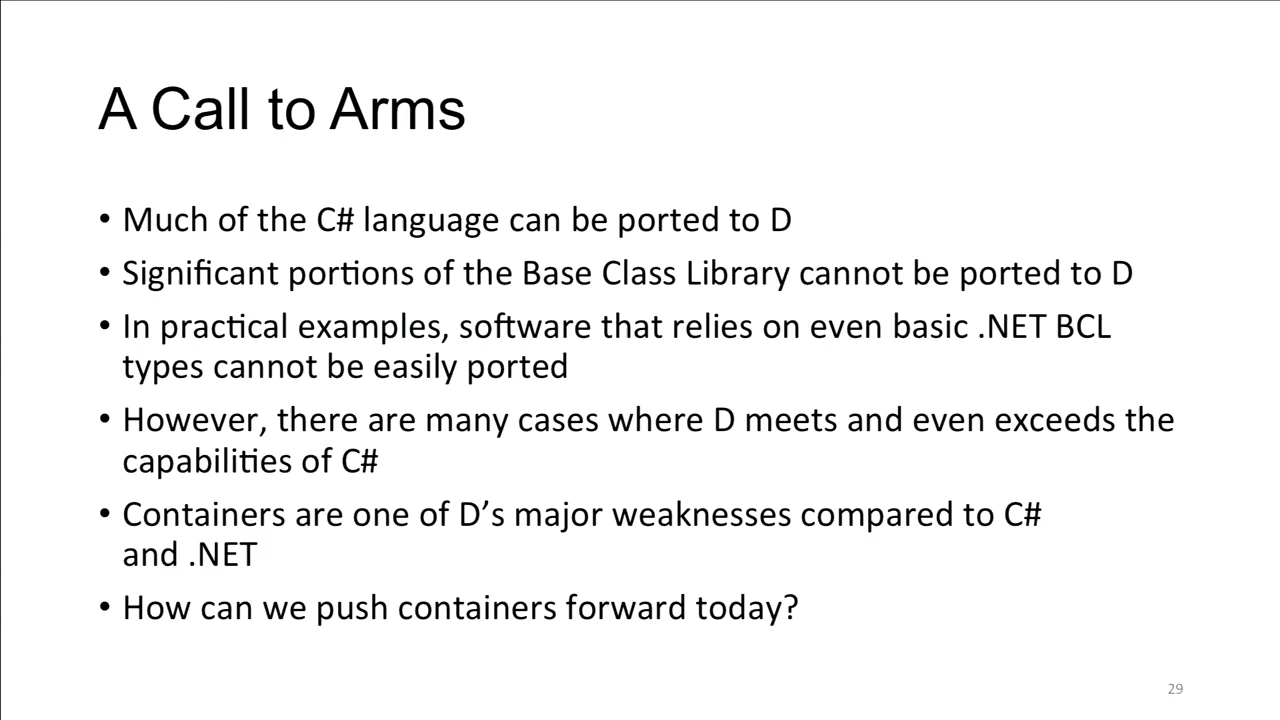 A Call to Arms
• Much of the C# language can be ported to D
• Significant portions of the Base Class Library cannot be ported to D
• In practical examples, software that relies on even basic .NET BCL
types cannot be easily ported
• However, there are many cases where D meets and even exceeds the
capabilities of C#
• Containers are one of D’s major weaknesses compared to C#
and .NET
• How can we push containers forward today?
29